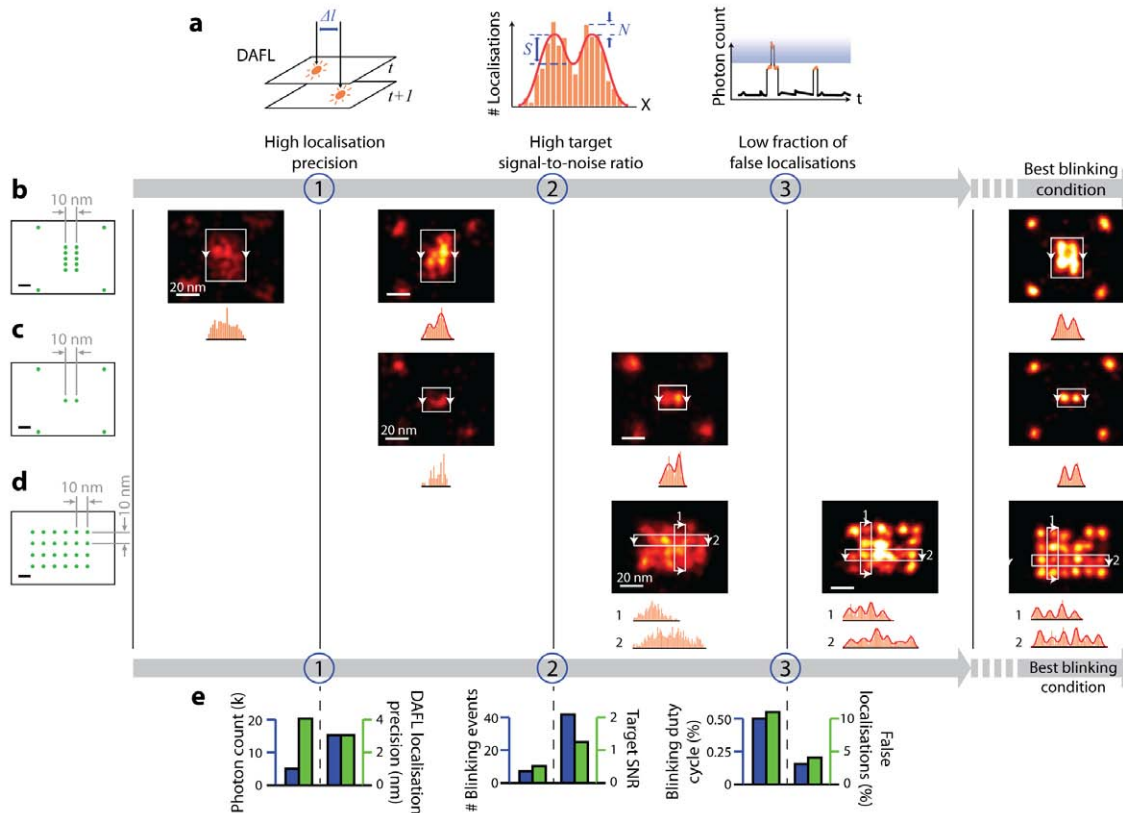 a
DAFL
Δl
t
t+1
# Localisations
S
N
X
Photon count
t
High localisation
precision
High target
signal-to-noise ratio
Low fraction of
false localisations
Best blinking
condition
1
2
3
b
10 nm
20 nm
c
10 nm
20 nm
d
10 nm
10 nm
1
2
20 nm
1
2
1
2
1
2
1
2
1
2
1
2
3
Best blinking
condition
e
Photon count (k)
20
10
0
4
2
0
DAFL localisation
precision (nm)
# Blinking events
40
20
0
2
1
0
Target SNR
Blinking duty
cycle (%)
0.50
0.25
0
10
5
0
False
localisations (%)